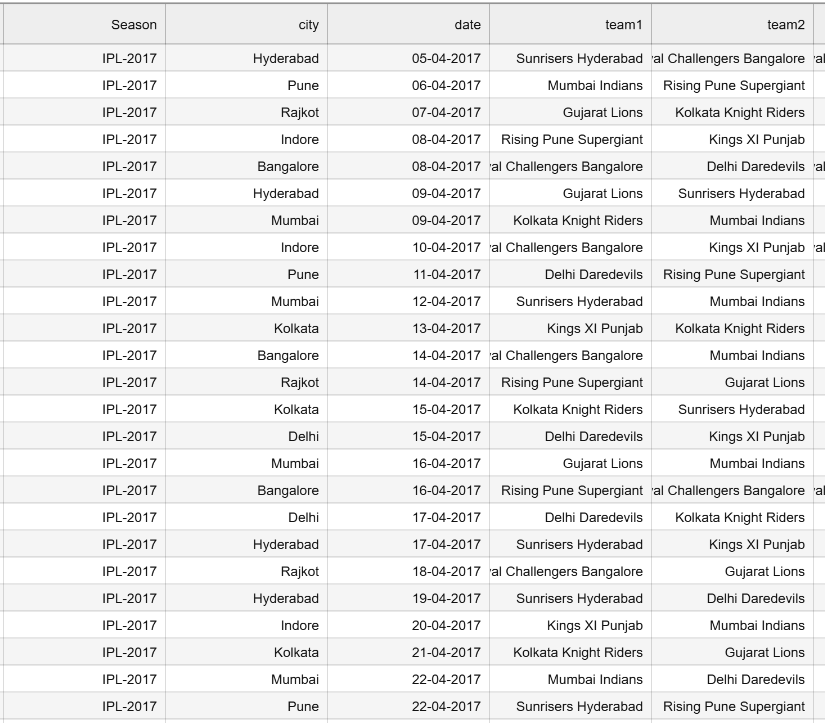 Season city date team1 team2
IPL-2017 Hyderabad 05-04-2017 Sunrisers Hyderabad Challengers Bangalore
IPL-2017 Pune 06-04-2017 Mumbai Indians Rising Pune Supergiant
IPL-2017 Rajkot 07-04-2017 Gujarat Lions Kolkata Knight Riders
IPL-2017 Indore 08-04-2017 Rising Pune Supergiant Kings XI Punjab
IPL-2017 Bangalore 08-04-2017 Challengers Bangalore Delhi Daredevils
IPL-2017 Hyderabad 09-04-2017 Gujarat Lions Sunrisers Hyderabad
IPL-2017 Mumbai 09-04-2017 Kolkata Knight Riders Mumbai Indians
IPL-2017 Indore 10-04-2017 Challengers Bangalore Kings XI Punjab
IPL-2017 Pune 11-04-2017 Delhi Daredevils Rising Pune Supergiant
IPL-2017 Mumbai 12-04-2017 Sunrisers Hyderabad Mumbai Indians
IPL-2017 Kolkata 13-04-2017 Kings XI Punjab Kolkata Knight Riders
IPL-2017 Bangalore 14-04-2017 Challengers Bangalore Mumbai Indians
IPL-2017 Rajkot 14-04-2017 Rising Pune Supergiant Gujarat Lions
IPL-2017 Kolkata 15-04-2017 Kolkata Knight Riders Sunrisers Hyderabad
IPL-2017 Delhi 15-04-2017 Delhi Daredevils Kings XI Punjab
IPL-2017 Mumbai 16-04-2017 Gujarat Lions Mumbai Indians
IPL-2017 Bangalore 16-04-2017 Rising Pune Supergiant Challengers Bangalore
IPL-2017 Delhi 17-04-2017 Delhi Daredevils Kolkata Knight Riders
IPL-2017 Hyderabad 17-04-2017 Sunrisers Hyderabad Kings XI Punjab
IPL-2017 Rajkot 18-04-2017 Challengers Bangalore Gujarat Lions
IPL-2017 Hyderabad 19-04-2017 Sunrisers Hyderabad Delhi Daredevils
IPL-2017 Indore 20-04-2017 Kings XI Punjab Mumbai Indians
IPL-2017 Kolkata 21-04-2017 Kolkata Knight Riders Gujarat Lions
IPL-2017 Mumbai 22-04-2017 Mumbai Indians Delhi Daredevils
IPL-2017 Pune 22-04-2017 Sunrisers Hyderabad Rising Pune Supergiant